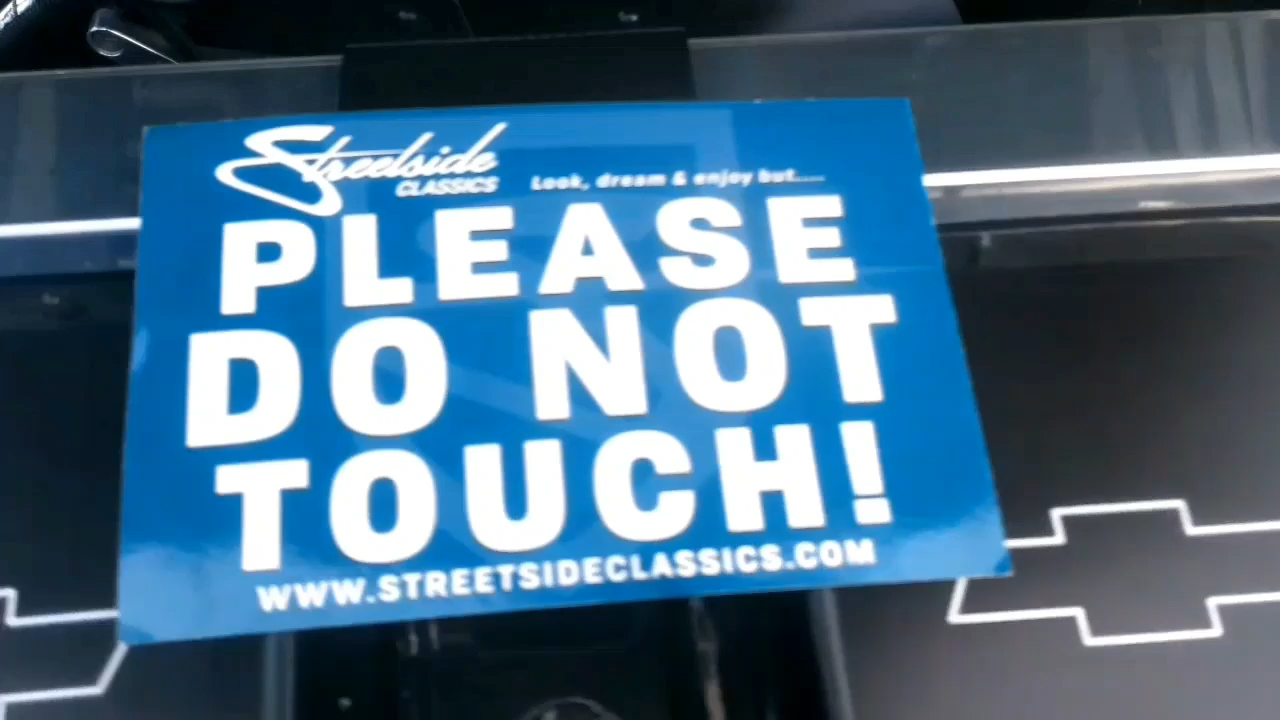 Streetside
CLASSICS
Look, dream & enjoy but.....
PLEASE
DO NOT
TOUCH!
WWW.STREETSIDECLASSICS.COM